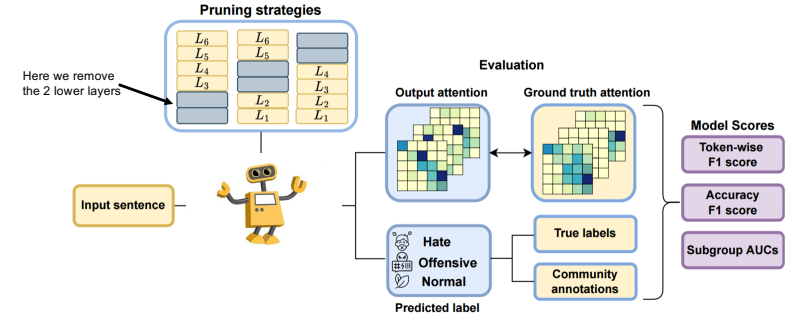 Pruning strategies
L6 L6
L5 L5
L4 L4
L3 L3
L2 L2
L1 L1
Here we remove
the 2 lower layers
Input sentence
Evaluation
Output attention
Ground truth attention
Hate
#$!!!
Offensive
Normal
Predicted label
True labels
Community
annotations
Model Scores
Token-wise
F1 score
Accuracy
F1 score
Subgroup AUCs